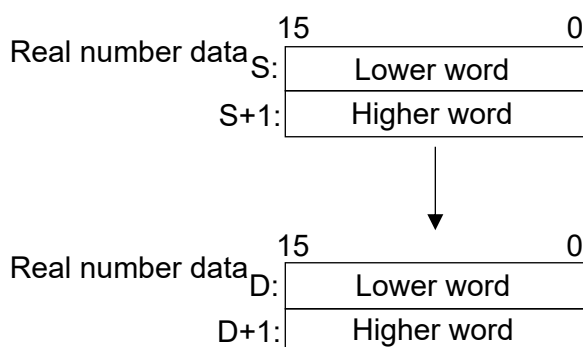 15 0
Real number data S: Lower word
S+1: Higher word
15 0
Real number data D: Lower word
D+1: Higher word